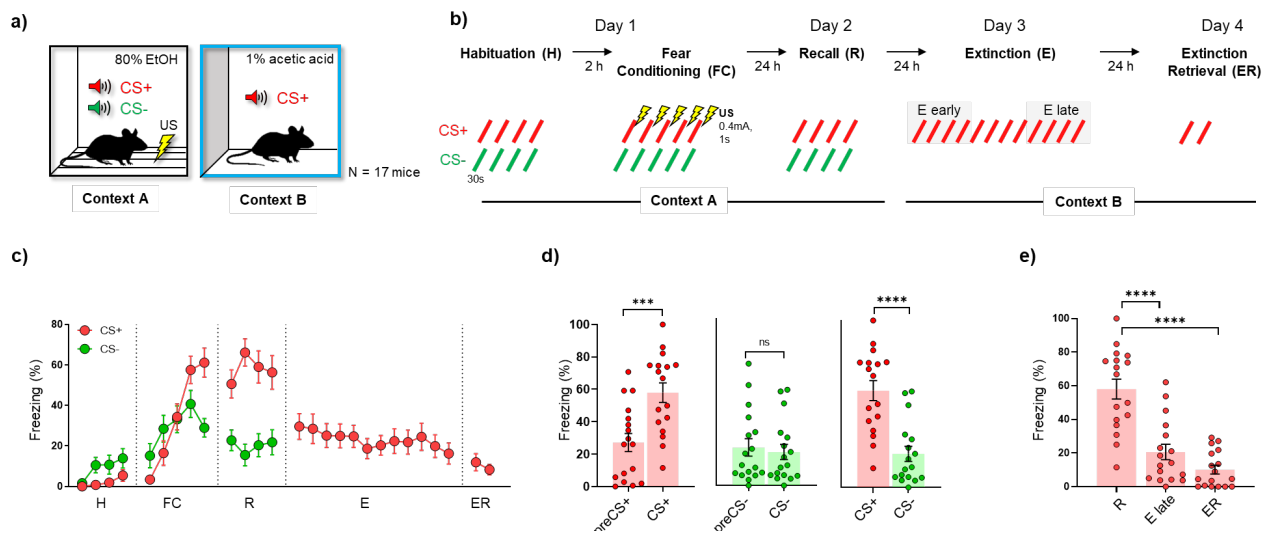 a)
80% EtOH
CS+
CS-
US
Context A
1% acetic acid
CS+
Context B
N = 17 mice
b)
Day 1
Day 2
Day 3
Day 4
Habituation (H)
2 h
Fear
Conditioning (FC)
24 h
Recall (R)
24 h
Extinction (E)
24 h
Extinction
Retrieval (ER)
E early
E late
US
0.4mA,
1s
CS+
CS-
30s
Context A
Context B
c)
CS+
CS-
Freezing (%)
80
60
40
20
0
H
FC
R
E
ER
d)
Freezing (%)
100
80
60
40
20
0
***
preCS+
CS+
ns
preCS-
CS-
****
CS+
CS-
e)
Freezing (%)
100
80
60
40
20
0
****
****
R
E late
ER